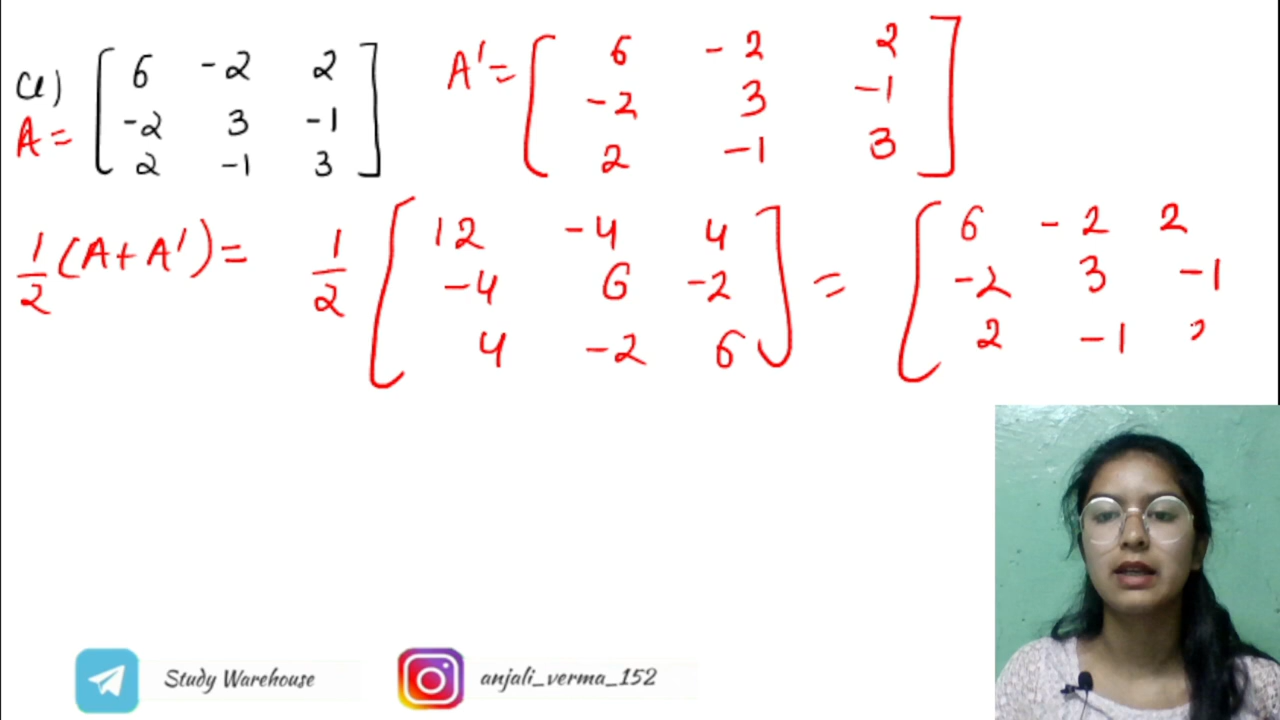 ii) [ 6 -2 2
A = -2 3 -1
2 -1 3 ]
A' = [ 6 -2 2
-2 3 -1
2 -1 3 ]
1/2 (A + A') = 1/2 [ 12 -4 4
-4 6 -2
4 -2 6 ]
= [ 6 -2 2
-2 3 -1
2 -1
Study Warehouse
anjali_verma_152